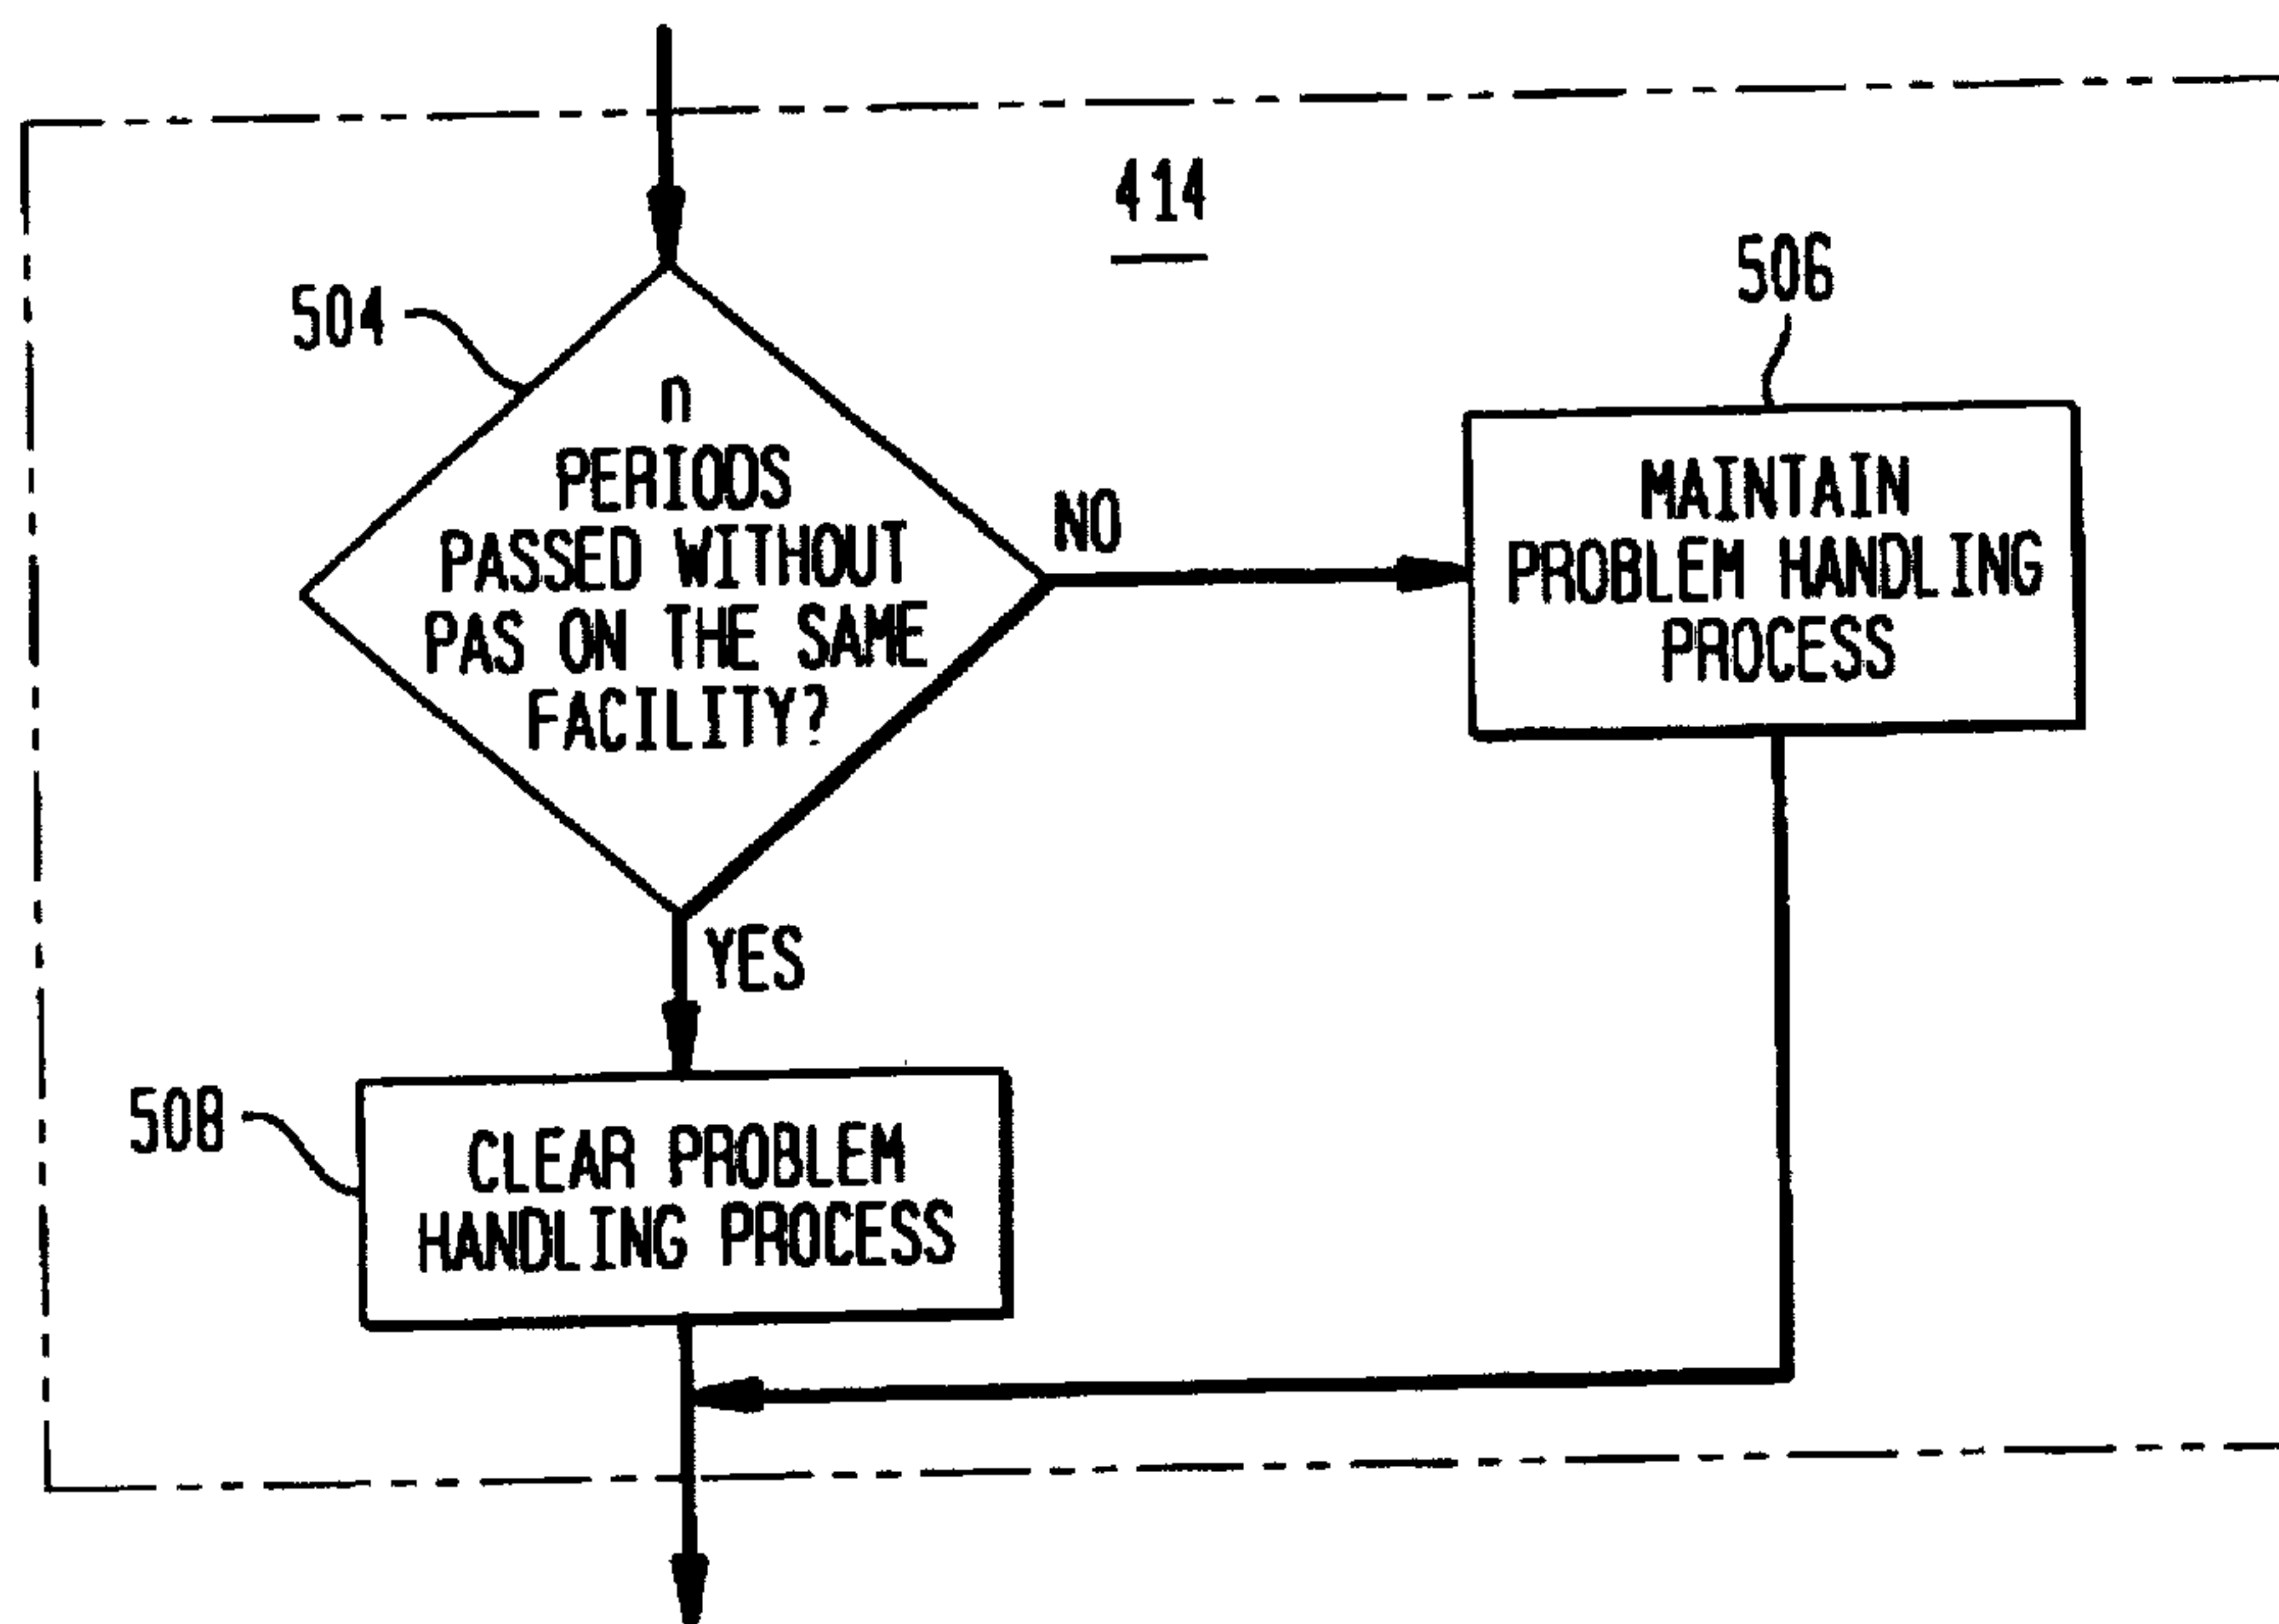 414
504
506
n
PERIODS
PASSED WITHOUT
PAS ON THE SAME
FACILITY?
NO
MAINTAIN
PROBLEM HANDLING
PROCESS
YES
508
CLEAR PROBLEM
HANDLING PROCESS